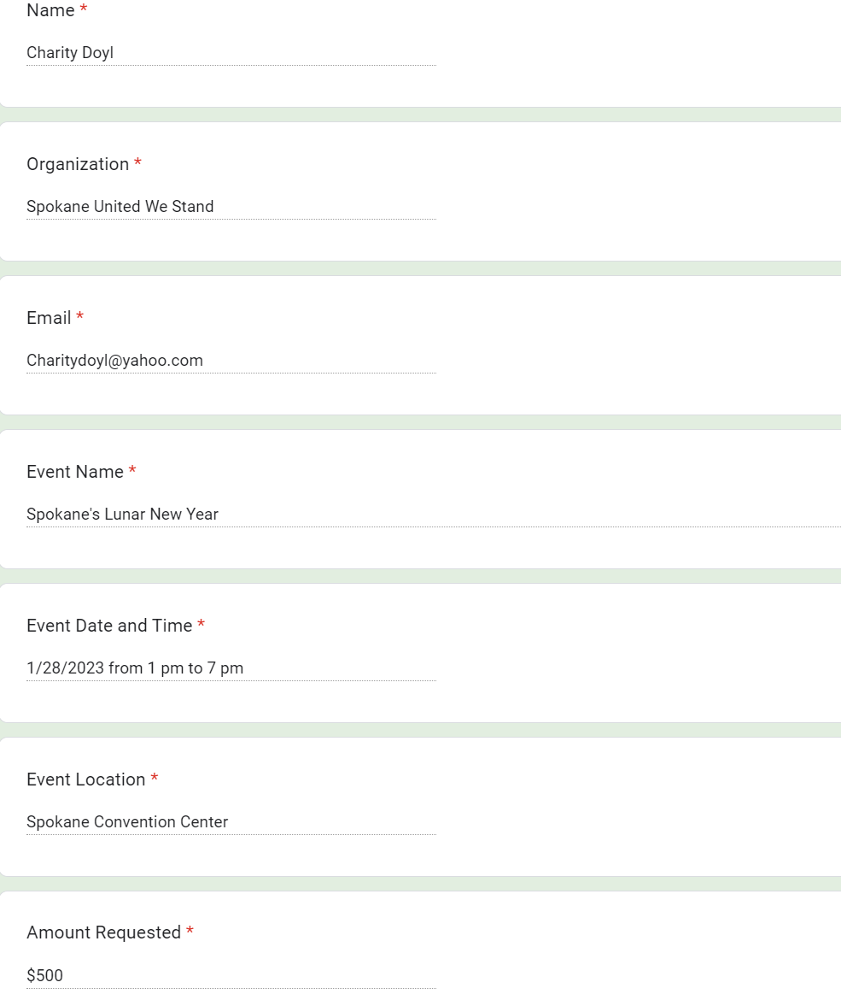 Name *
Charity Doyl
Organization *
Spokane United We Stand
Email *
Charitydoyl@yahoo.com
Event Name *
Spokane's Lunar New Year
Event Date and Time *
1/28/2023 from 1 pm to 7 pm
Event Location *
Spokane Convention Center
Amount Requested *
$500